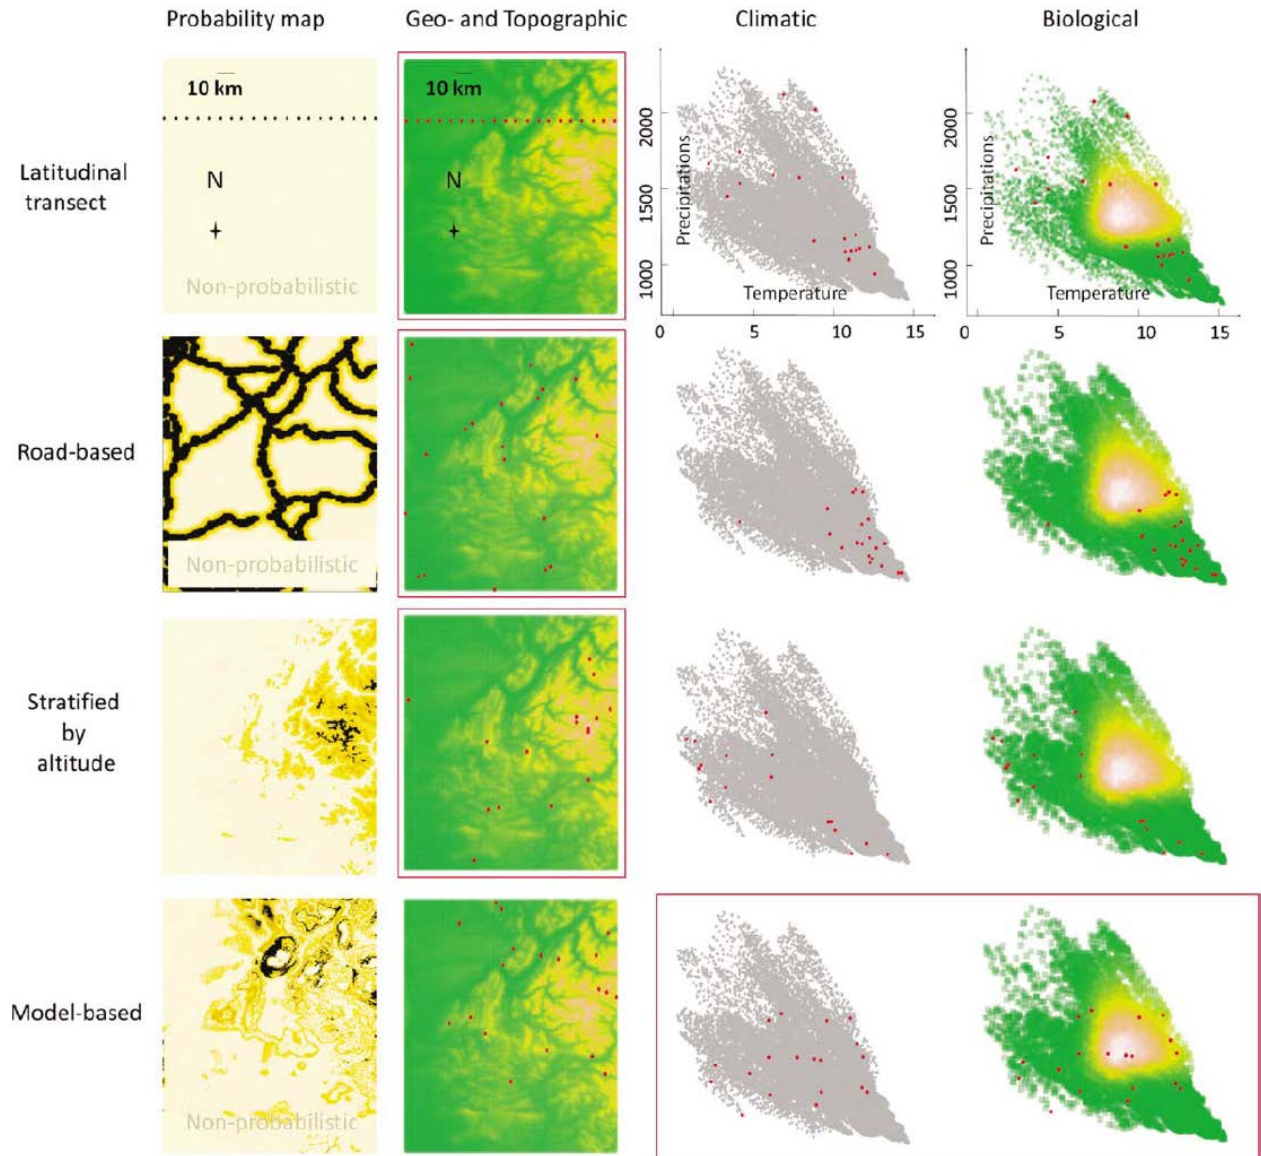 Probability map
Geo- and Topographic
Climatic
Biological
Latitudinal
transect
10 km
N
Non-probabilistic
10 km
N
Precipitations
1000
1500
2000
Temperature
0
5
10
15
Precipitations
1000
1500
2000
Temperature
0
5
10
15
Road-based
Non-probabilistic
Stratified
by
altitude
Model-based
Non-probabilistic